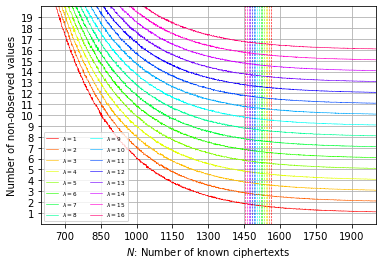 Number of non-observed values
19
18
17
16
15
14
13
12
11
10
9
8
7
6
5
4
3
2
1
λ = 1
λ = 2
λ = 3
λ = 4
λ = 5
λ = 6
λ = 7
λ = 8
λ = 9
λ = 10
λ = 11
λ = 12
λ = 13
λ = 14
λ = 15
λ = 16
700 850 1000 1150 1300 1450 1600 1750 1900
N: Number of known ciphertexts